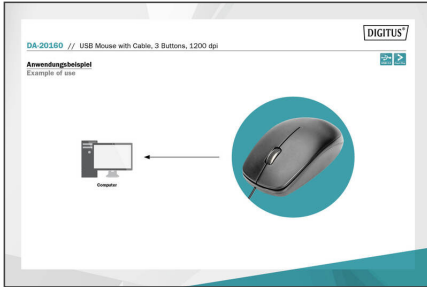 DIGITUS®
DA-20160 // USB Mouse with Cable, 3 Buttons, 1200 dpi
Anwendungsbeispiel
Example of use
Computer